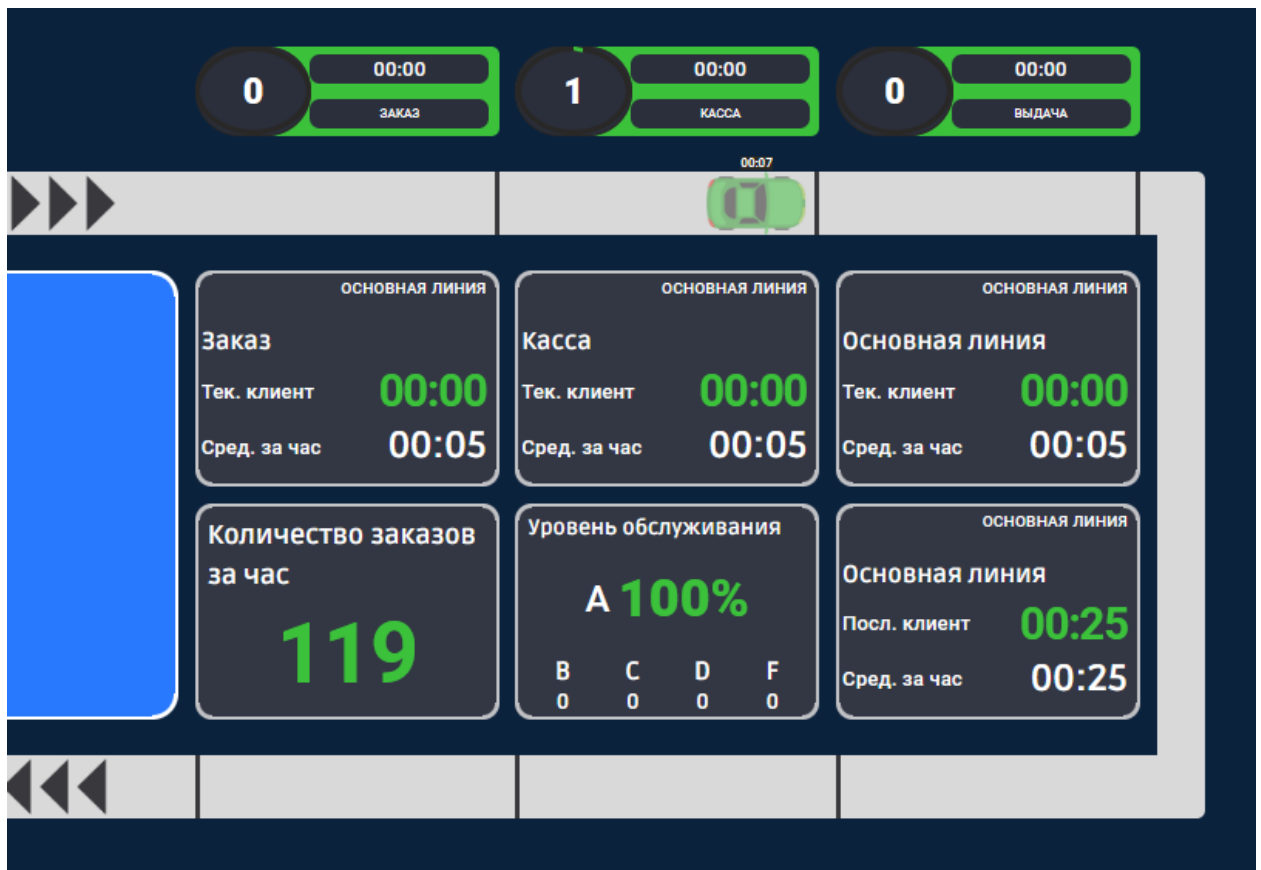 0
00:00
ЗАКАЗ
1
00:00
КАССА
0
00:00
ВЫДАЧА
00:07
ОСНОВНАЯ ЛИНИЯ
Заказ
Тек. клиент 00:00
Сред. за час 00:05
ОСНОВНАЯ ЛИНИЯ
Касса
Тек. клиент 00:00
Сред. за час 00:05
ОСНОВНАЯ ЛИНИЯ
Основная линия
Тек. клиент 00:00
Сред. за час 00:05
Количество заказов
за час
119
Уровень обслуживания
A 100%
B C D F
0 0 0 0
ОСНОВНАЯ ЛИНИЯ
Основная линия
Посл. клиент 00:25
Сред. за час 00:25